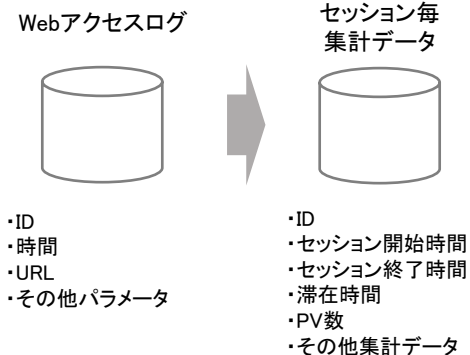 Webアクセスログ
セッション毎
集計データ
・ID
・時間
・URL
・その他パラメータ
・ID
・セッション開始時間
・セッション終了時間
・滞在時間
・PV数
・その他集計データ